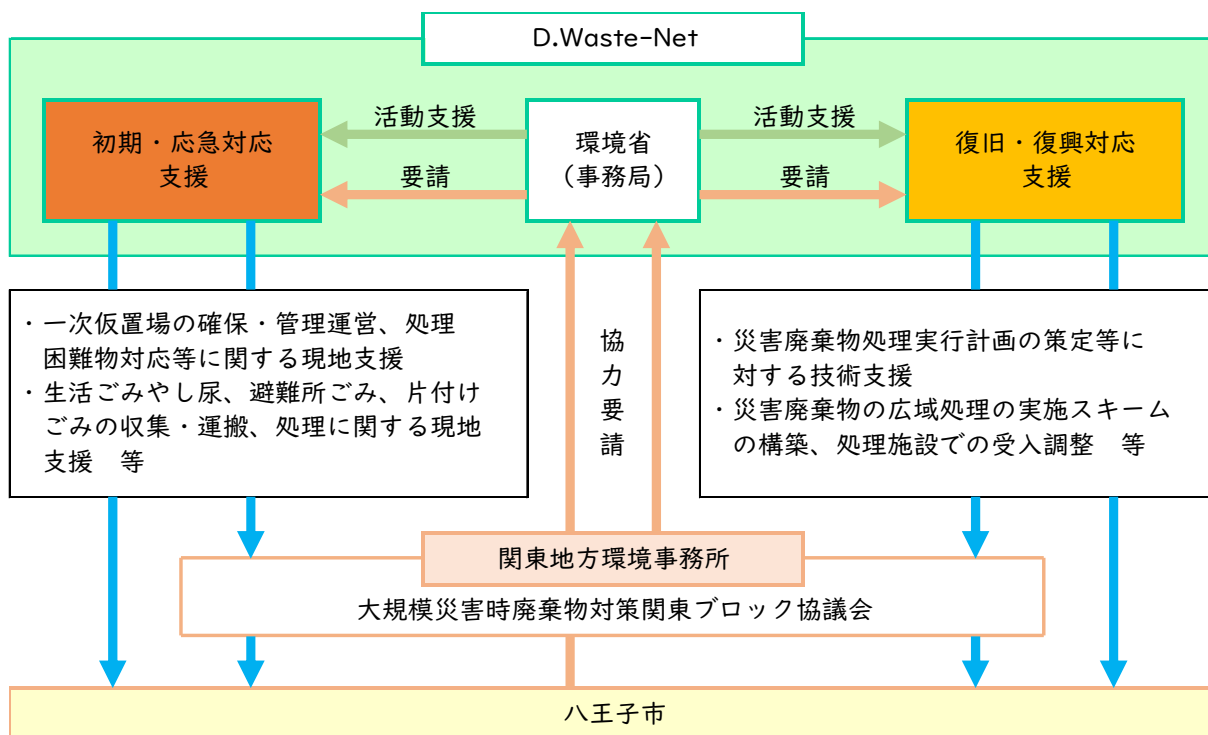 D.Waste-Net
初期・応急対応
支援
活動支援
要請
環境省
（事務局）
活動支援
要請
復旧・復興対応
支援
・一次仮置場の確保・管理運営、処理
困難物対応等に関する現地支援
・生活ごみやし尿、避難所ごみ、片付け
ごみの収集・運搬、処理に関する現地
支援　等
協
力
要
請
・災害廃棄物処理実行計画の策定等に
対する技術支援
・災害廃棄物の広域処理の実施スキーム
の構築、処理施設での受入調整　等
関東地方環境事務所
大規模災害時廃棄物対策関東ブロック協議会
八王子市